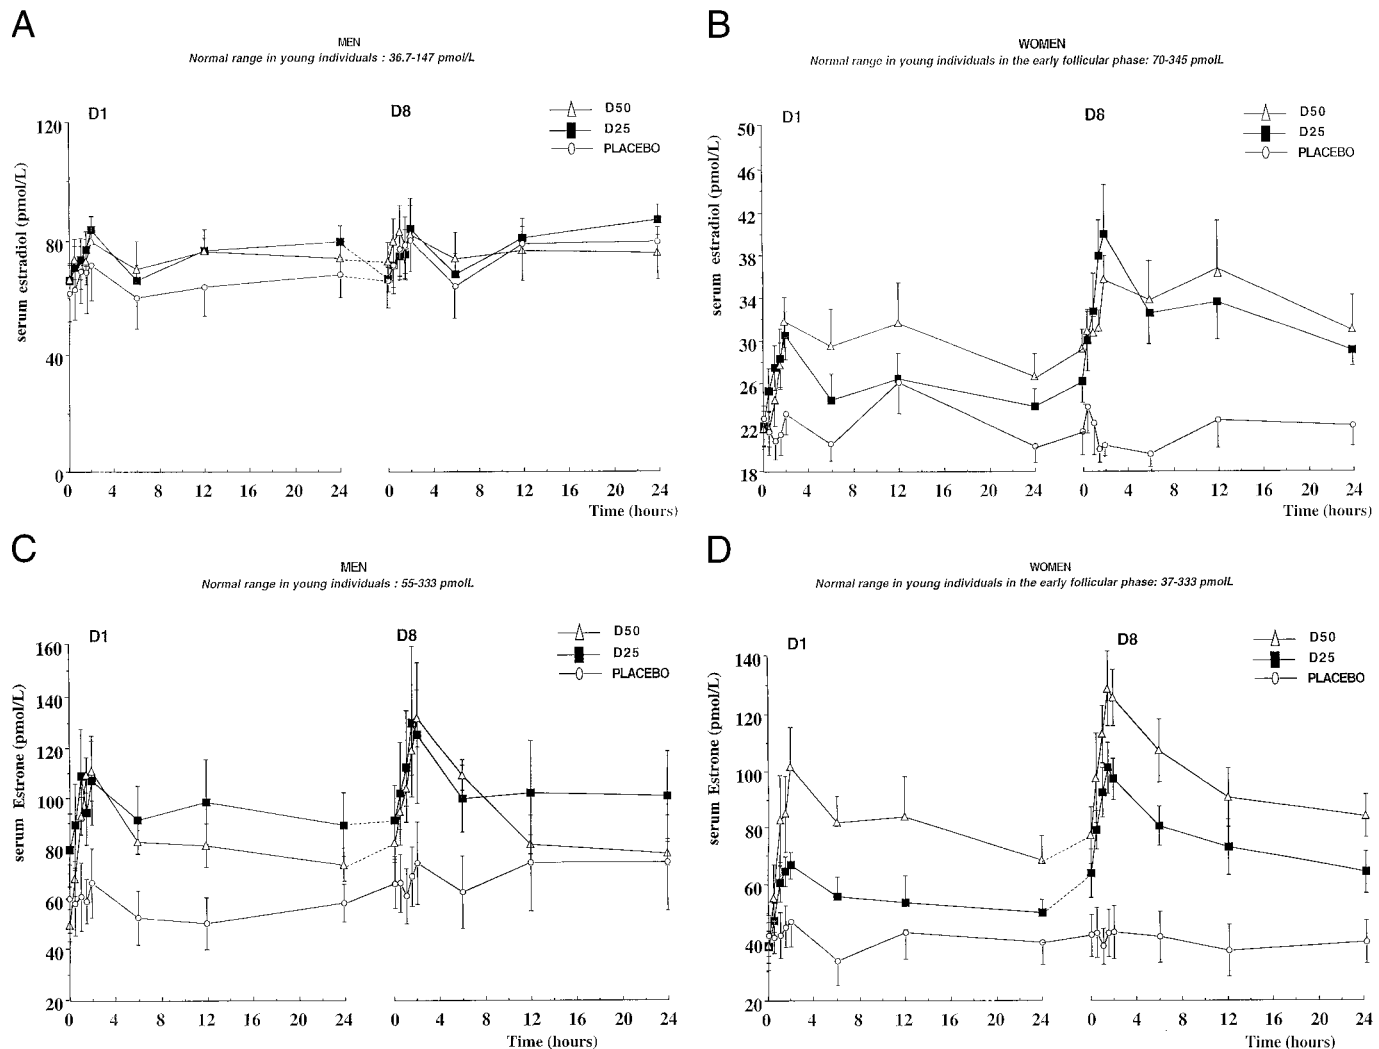 A
MEN
Normal range in young individuals : 36.7-147 pmol/L
D1
D8
D50
D25
PLACEBO
serum estradiol (pmol/L)
120
80
40
0
0 4 8 12 16 20 24 0 4 8 12 16 20 24
Time (hours)
B
WOMEN
Normal range in young individuals in the early follicular phase: 70-345 pmolL
D1
D8
D50
D25
PLACEBO
serum estradiol (pmol/L)
50
46
42
38
34
30
26
22
18
0 4 8 12 16 20 24 0 4 8 12 16 20 24
Time (hours)
C
MEN
Normal range in young individuals : 55-333 pmolL
D1
D8
D50
D25
PLACEBO
serum Estrone (pmol/L)
160
140
120
100
80
60
40
20
0 4 8 12 16 20 24 0 4 8 12 16 20 24
Time (hours)
D
WOMEN
Normal range in young individuals in the early follicular phase: 37-333 pmolL
D1
D8
D50
D25
PLACEBO
serum Estrone (pmol/L)
140
120
100
80
60
40
20
0 4 8 12 16 20 24 0 4 8 12 16 20 24
Time (hours)